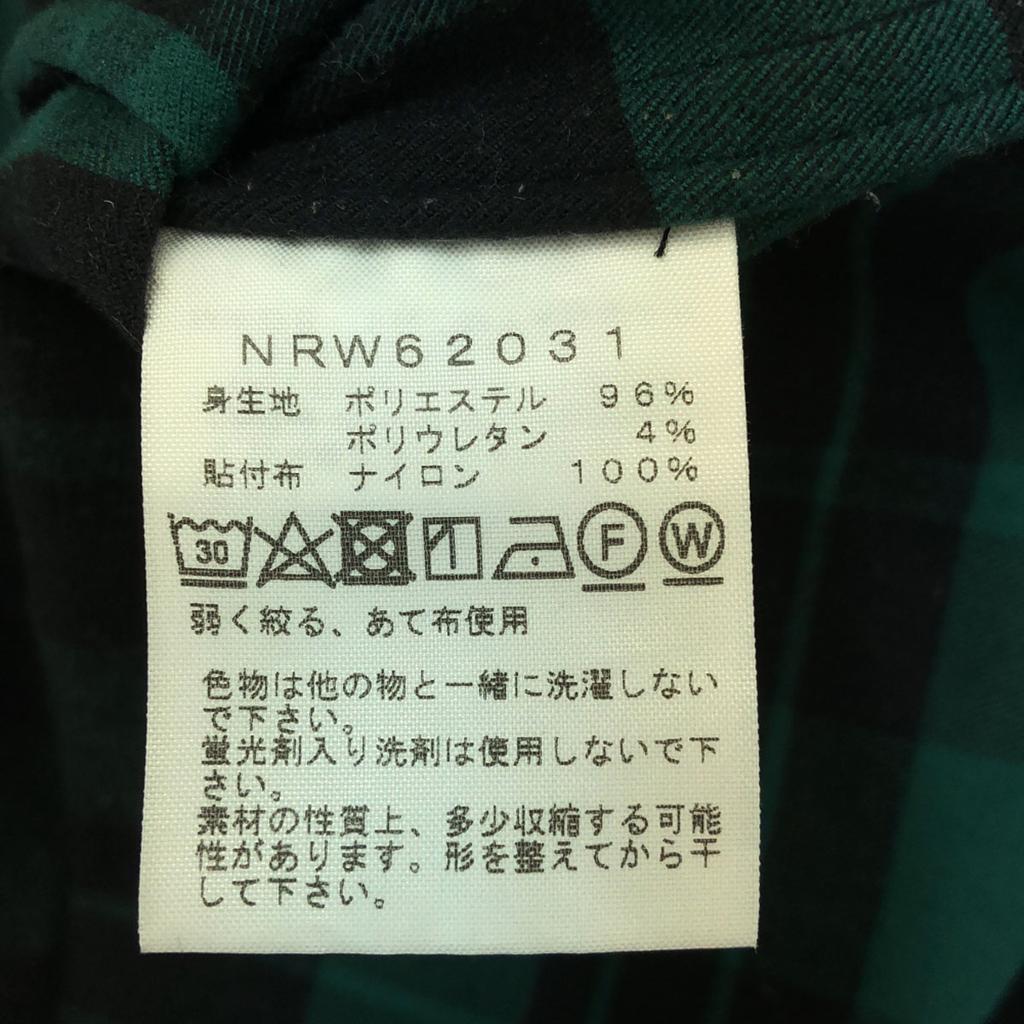 NRW62031
身生地 ポリエステル 96%
ポリウレタン 4%
貼付布 ナイロン 100%
30 F W
弱く絞る、あて布使用
色物は他の物と一緒に洗濯しない
で下さい。
蛍光剤入り洗剤は使用しないで下
さい。
素材の性質上、多少収縮する可能
性があります。形を整えてから干
して下さい。